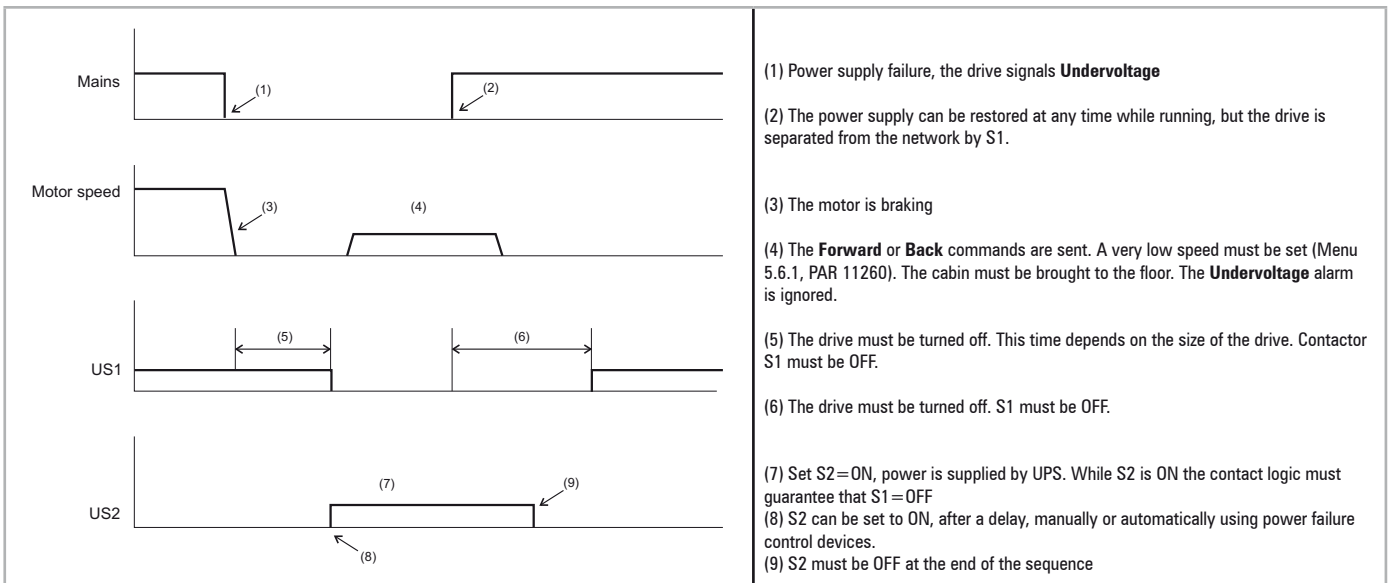 Mains
(1)
(2)
Motor speed
(3)
(4)
US1
(5)
(6)
US2
(7)
(9)
(8)
(1) Power supply failure, the drive signals Undervoltage
(2) The power supply can be restored at any time while running, but the drive is
separated from the network by S1.
(3) The motor is braking
(4) The Forward or Back commands are sent. A very low speed must be set (Menu
5.6.1, PAR 11260). The cabin must be brought to the floor. The Undervoltage alarm
is ignored.
(5) The drive must be turned off. This time depends on the size of the drive. Contactor
S1 must be OFF.
(6) The drive must be turned off. S1 must be OFF.
(7) Set S2=ON, power is supplied by UPS. While S2 is ON the contact logic must
guarantee that S1=OFF
(8) S2 can be set to ON, after a delay, manually or automatically using power failure
control devices.
(9) S2 must be OFF at the end of the sequence